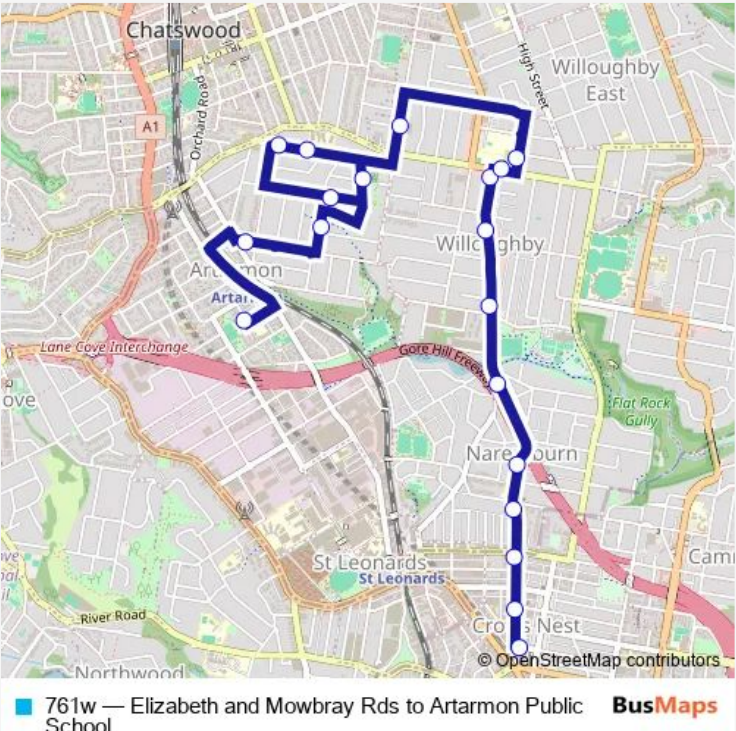 Chatswood
High Street
Willoughby
East
A1
Orchard Road
Willoughby
Artarmon
Artar
Lane Cove Interchange
Gore Hill Freeway
ove
Flat Rock
Gully
Naremburn
St Leonards
St Leonards
Cam
River Road
Crows Nest
Northwood
© OpenStreetMap contributors
761w — Elizabeth and Mowbray Rds to Artarmon Public
School
BusMaps